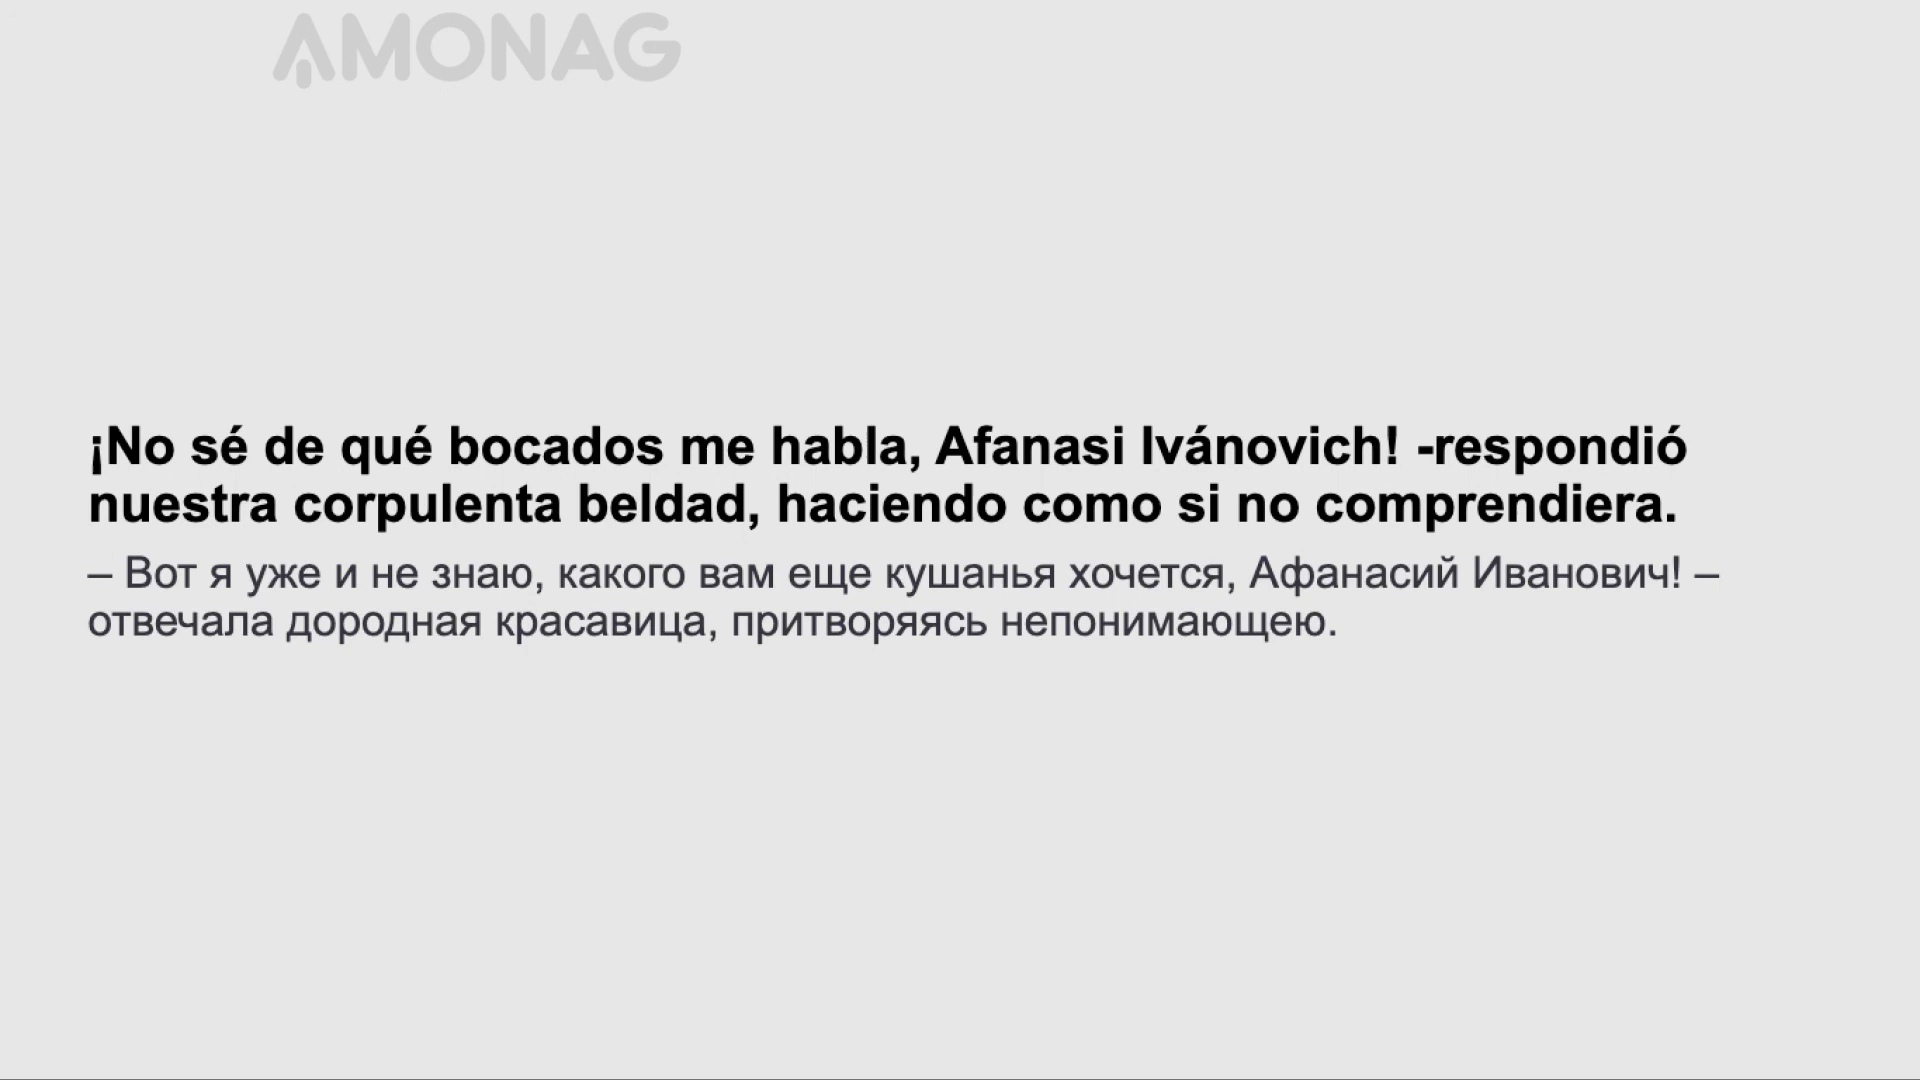 AMONAG
¡No sé de qué bocados me habla, Afanasi Ivánovich! -respondió
nuestra corpulenta beldad, haciendo como si no comprendiera.
– Вот я уже и не знаю, какого вам еще кушанья хочется, Афанасий Иванович! –
отвечала дородная красавица, притворяясь непонимающею.